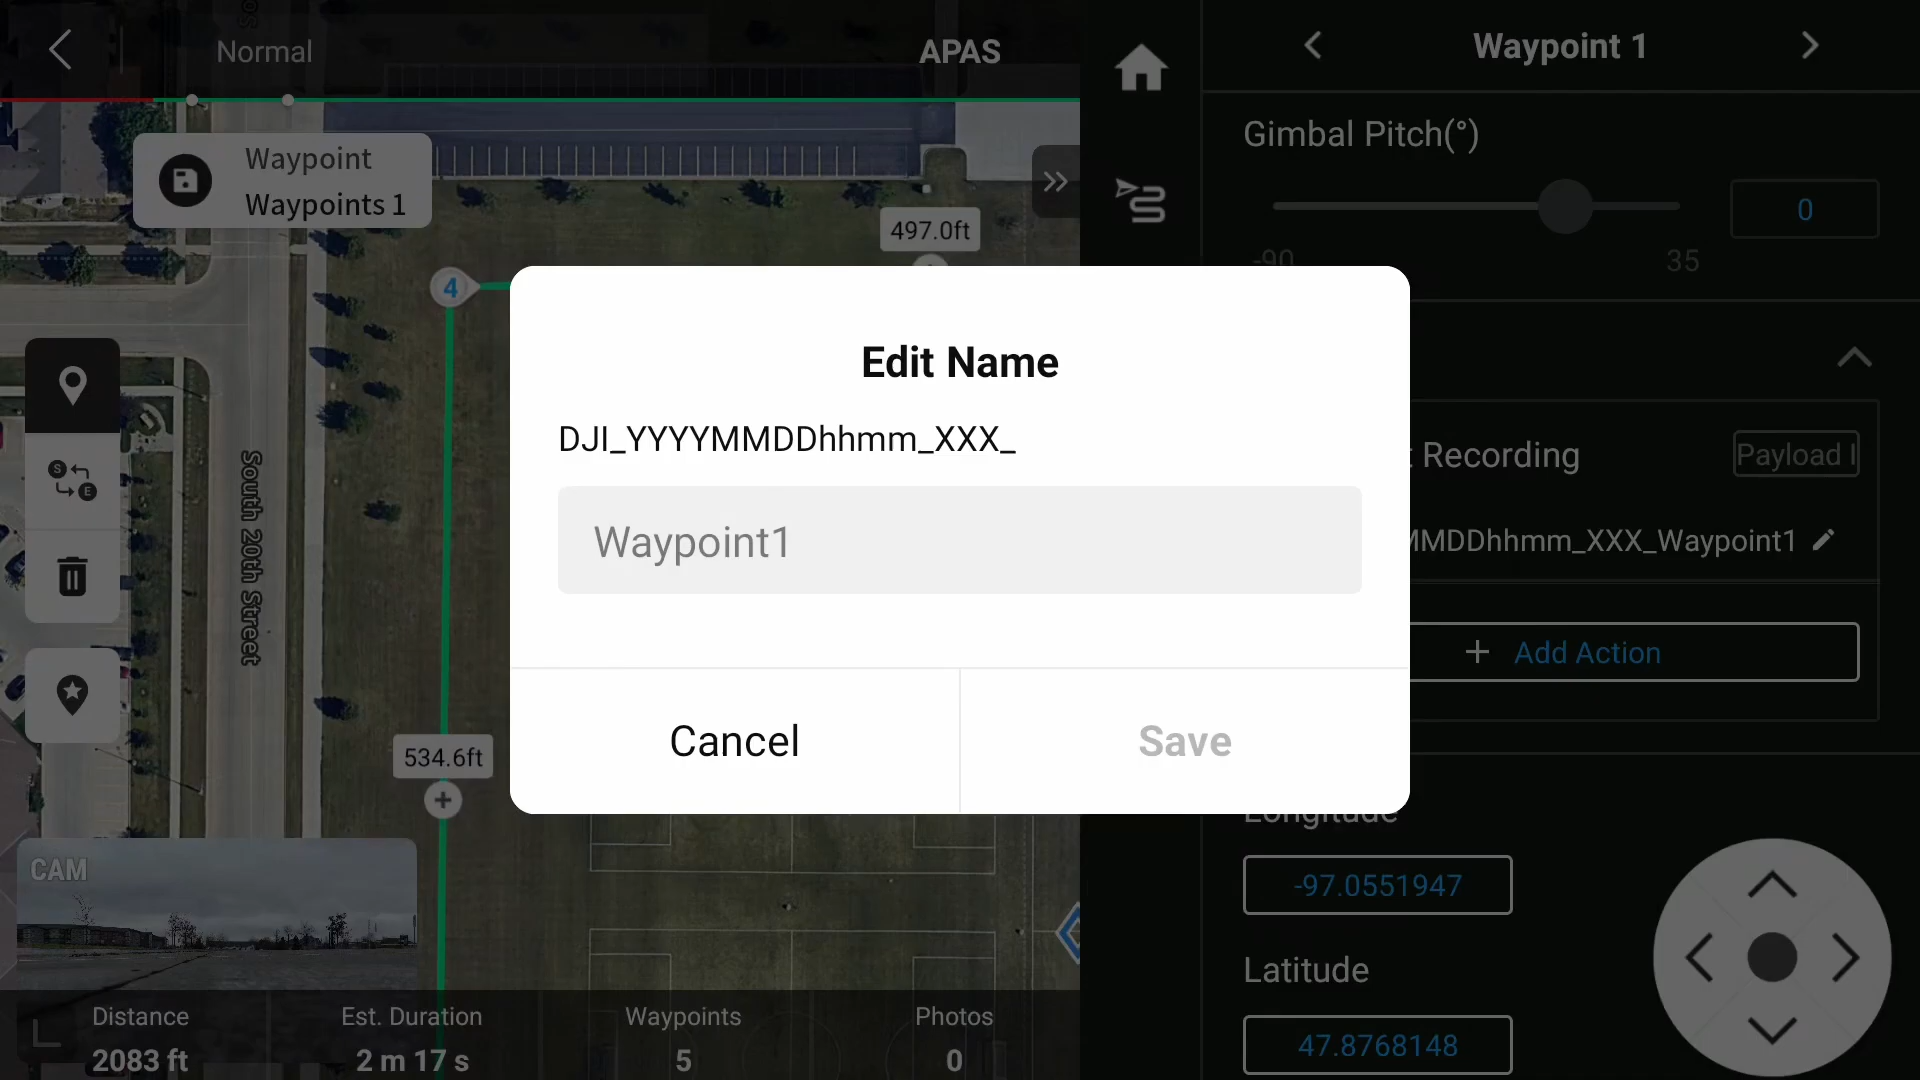 Normal
APAS
Waypoint 1
Gimbal Pitch(°)
0
-90
35
Waypoint
Waypoints 1
497.0ft
4
Edit Name
DJI_YYYYMMDDhhmm_XXX_
Waypoint1
Cancel
Save
Recording
Payload
MMDDhhmm_XXX_Waypoint1
Add Action
S
E
South 20th Street
534.6ft
CAM
Longitude
-97.0551947
Latitude
47.8768148
Distance
2083 ft
Est. Duration
2 m 17 s
Waypoints
5
Photos
0